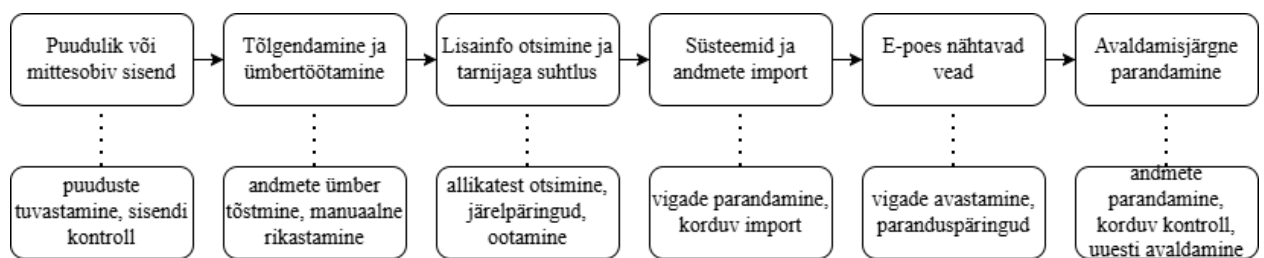 Puudulik või
mittesobiv sisend
Tõlgendamine ja
ümbertöötamine
Lisainfo otsimine ja
tarnijaga suhtlus
Süsteemid ja
andmete import
E-poes nähtavad
vead
Avaldamisjärgne
parandamine
puuduste
tuvastamine, sisendi
kontroll
andmete ümber
tõstmine, manuaalne
rikastamine
allikatest otsimine,
järelpäringud,
ootamine
vigade parandamine,
korduv import
vigade avastamine,
paranduspäringud
andmete
parandamine,
korduv kontroll,
uuesti avaldamine